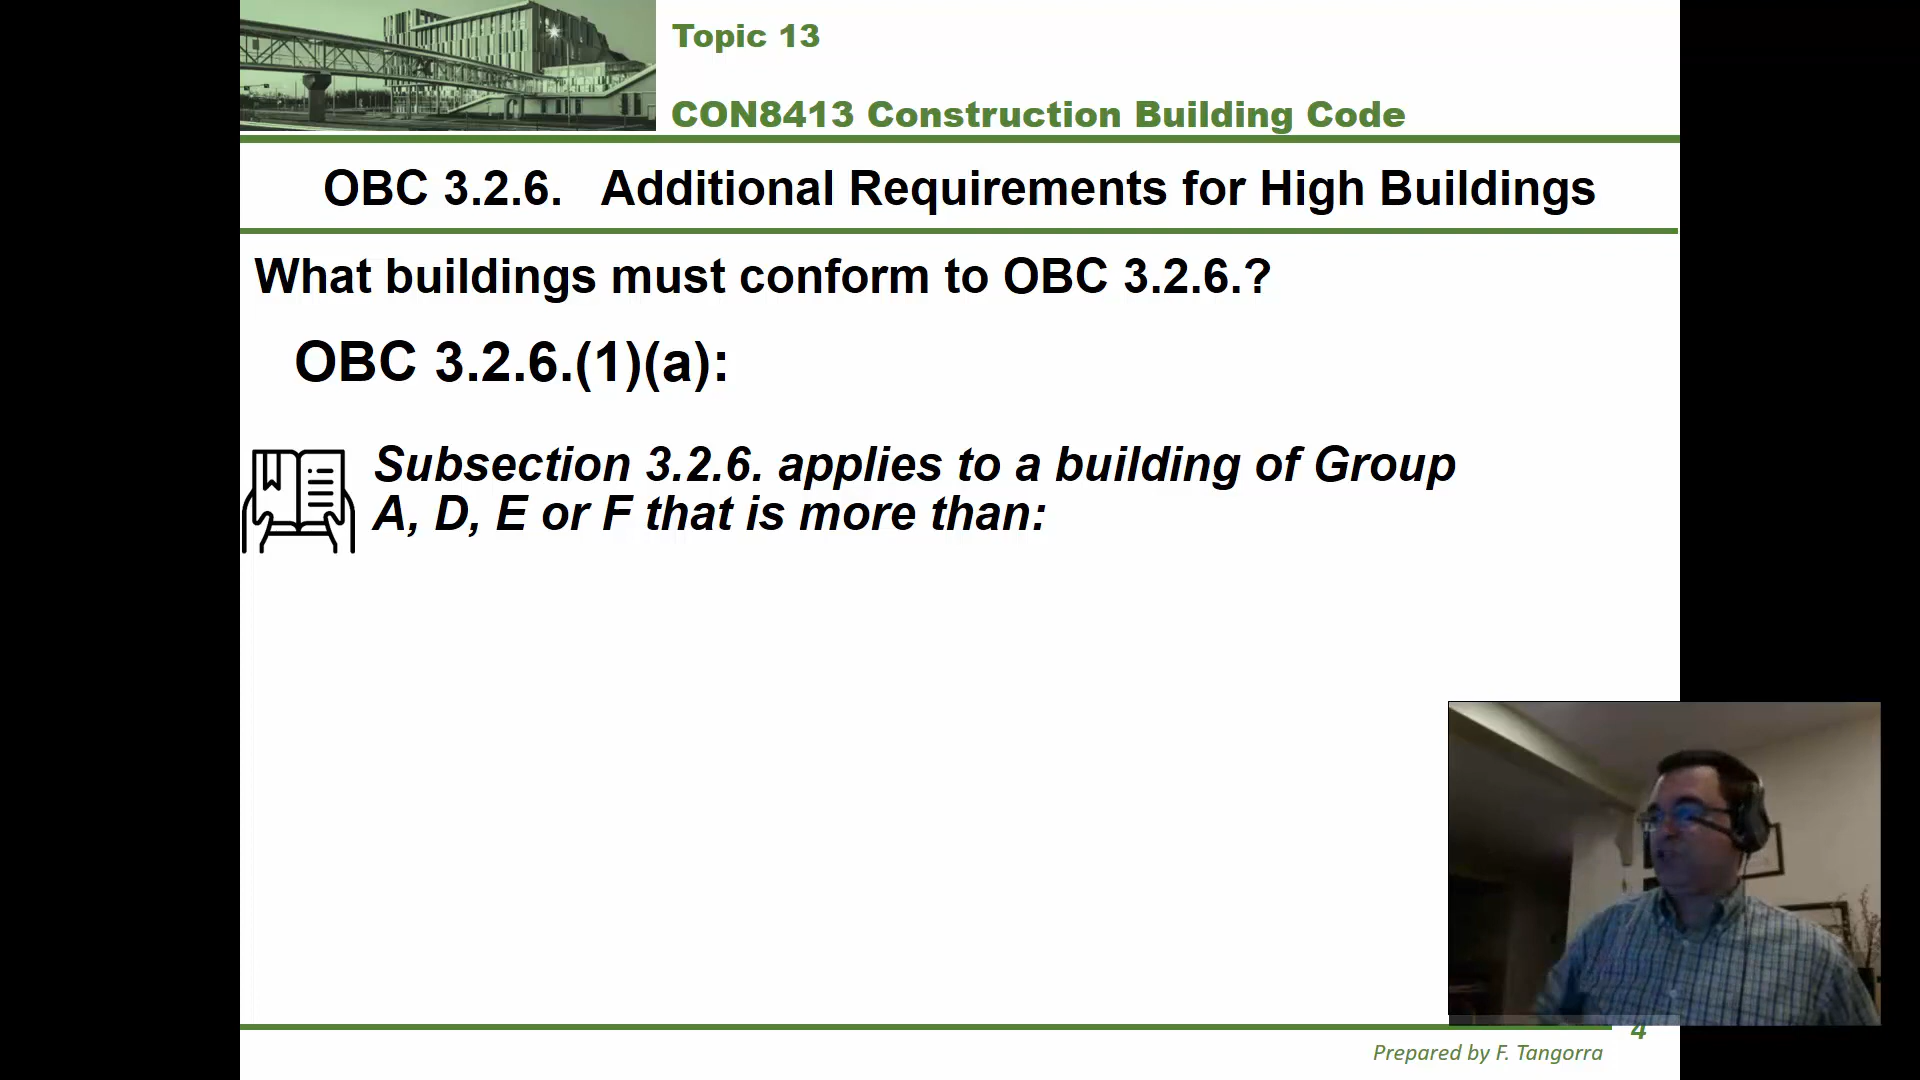 Topic 13
CON8413 Construction Building Code
OBC 3.2.6. Additional Requirements for High Buildings
What buildings must conform to OBC 3.2.6.?
OBC 3.2.6.(1)(a):
Subsection 3.2.6. applies to a building of Group
A, D, E or F that is more than:
4
Prepared by F. Tangorra